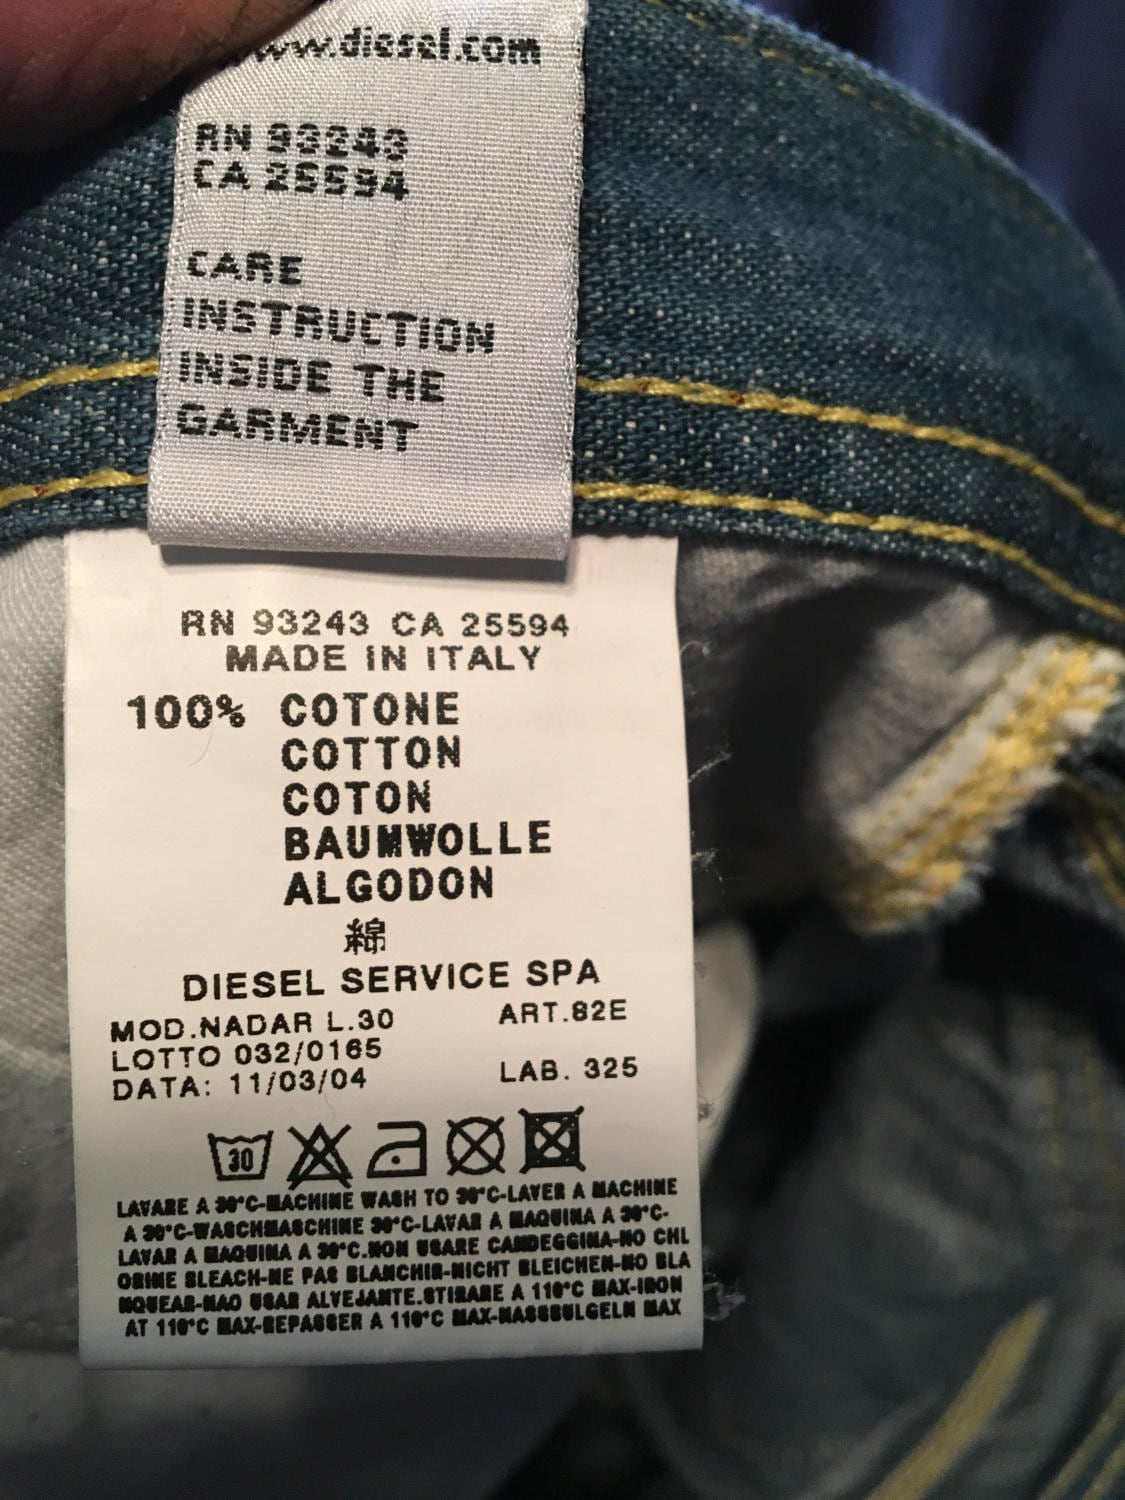 www.diesel.com
RN 93243
CA 25594
CARE
INSTRUCTION
INSIDE THE
GARMENT
RN 93243 CA 25594
MADE IN ITALY
100% COTONE
COTTON
COTON
BAUMWOLLE
ALGODON
綿
DIESEL SERVICE SPA
MOD.NADAR L.30 ART.82E
LOTTO 032/0165
DATA: 11/03/04 LAB. 325
30
LAVARE A 30°C-MACHINE WASH TO 30°C-LAVER A MACHINE
A 30°C-WASCHMASCHINE 30°C-LAVAR A MAQUINA A 30°C-
LAVAR A MAQUINA A 30°C.NON USARE CANDEGGINA-NO CHL
ORINE BLEACH-NE PAS BLANCHIR-NICHT BLEICHEN-NO BLA
NQUEAR-NAO USAR ALVEJANTE.STIRARE A 110°C MAX-IRON
AT 110°C MAX-REPASSER A 110°C MAX-NASSBULGELN MAX